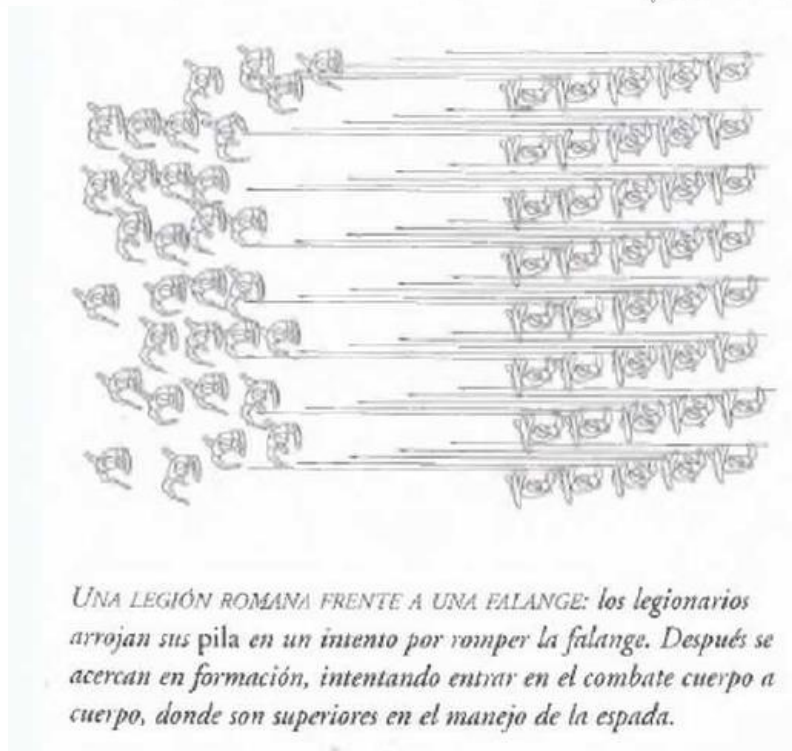 UNA LEGIÓN ROMANA FRENTE A UNA FALANGE: los legionarios
arrojan sus pila en un intento por romper la falange. Después se
acercan en formación, intentando entrar en el combate cuerpo a
cuerpo, donde son superiores en el manejo de la espada.